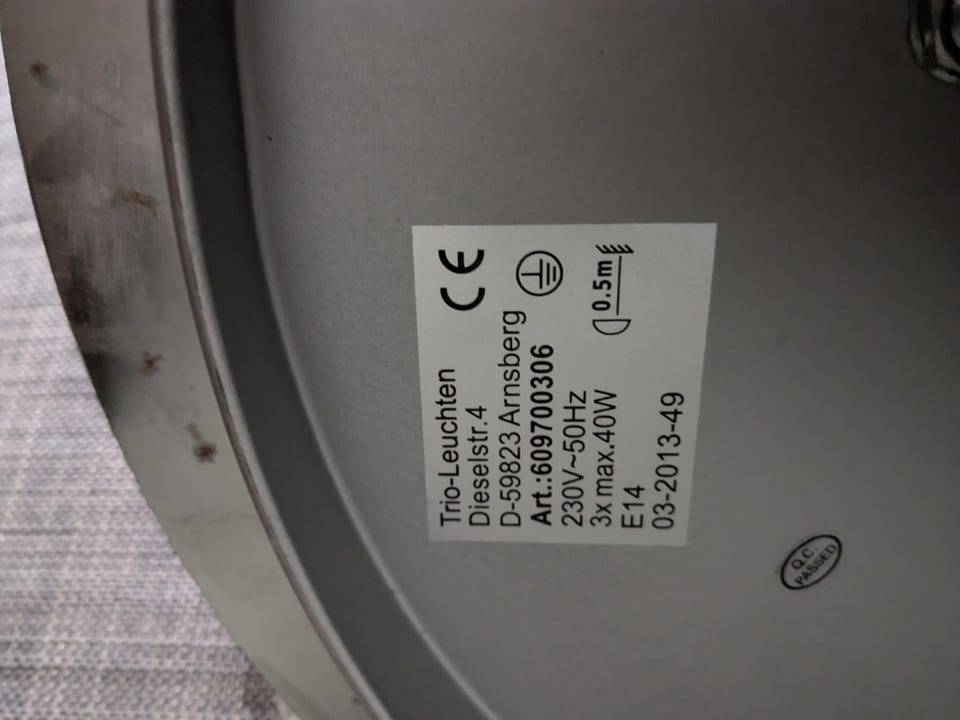 Trio-Leuchten
Dieselstr.4
D-59823 Arnsberg
Art.:609700306
230V~50Hz
3x max.40W
E14
03-2013-49
CE
0.5m
Q.C.
PASSED